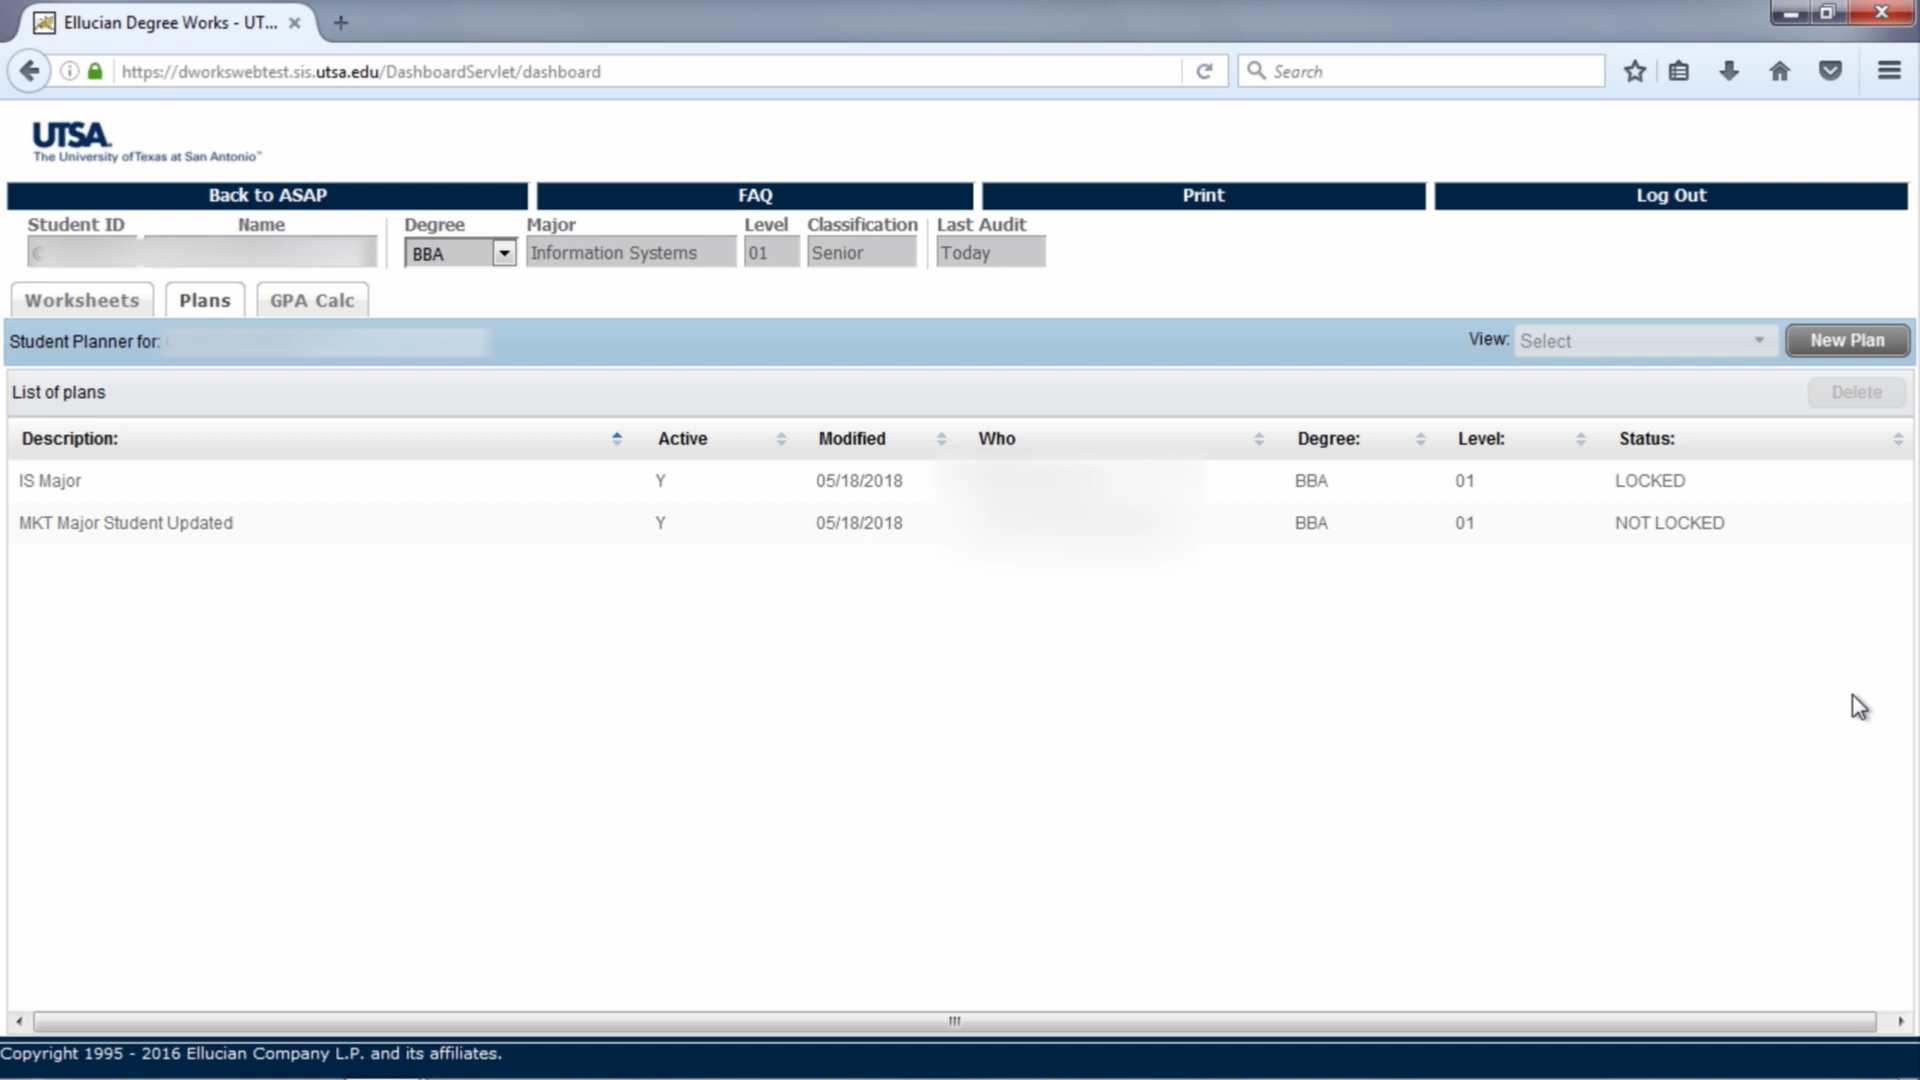 Ellucian Degree Works - UT...
https://dworkswebtest.sis.utsa.edu/DashboardServlet/dashboard
Search
UTSA
The University of Texas at San Antonio™
Back to ASAP FAQ Print Log Out
Student ID Name Degree Major Level Classification Last Audit
BBA Information Systems 01 Senior Today
Worksheets Plans GPA Calc
Student Planner for: View: Select New Plan
List of plans Delete
Description: Active Modified Who Degree: Level: Status:
IS Major Y 05/18/2018 BBA 01 LOCKED
MKT Major Student Updated Y 05/18/2018 BBA 01 NOT LOCKED
Copyright 1995 - 2016 Ellucian Company L.P. and its affiliates.